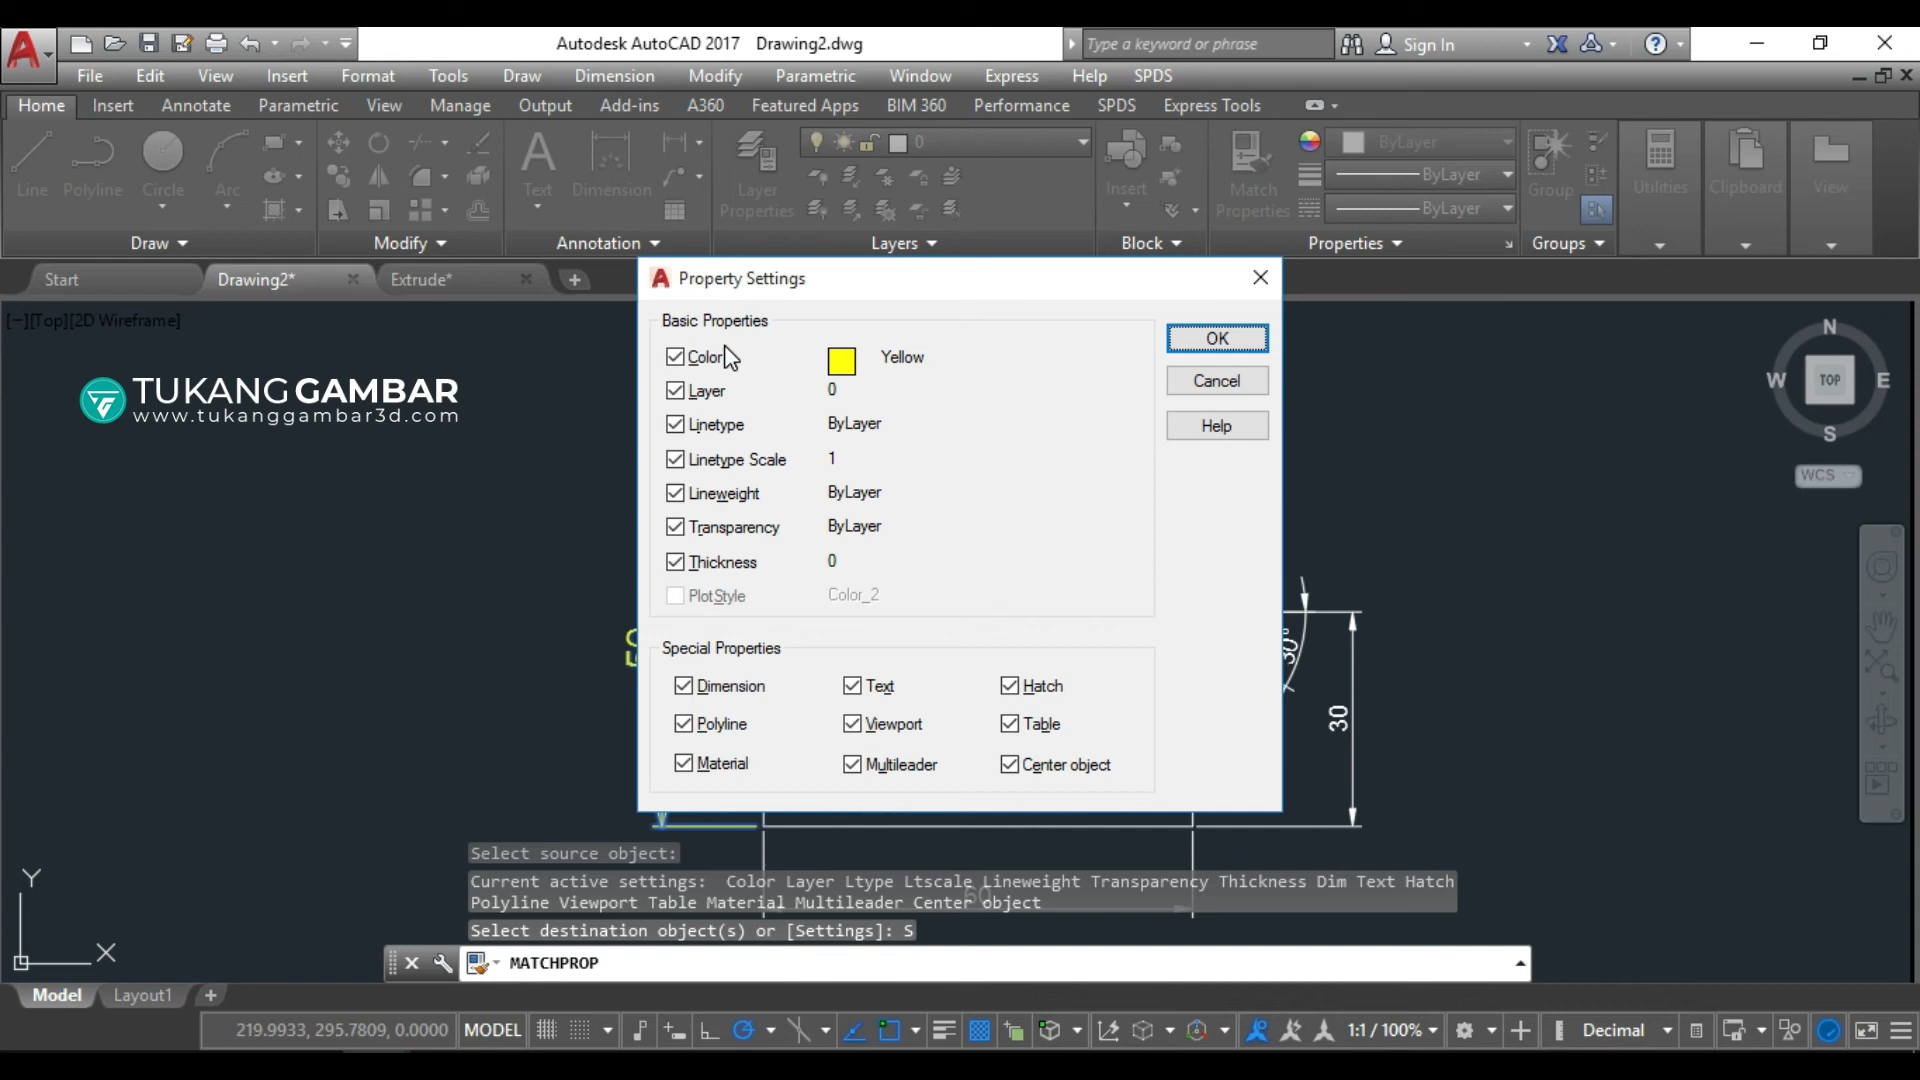 Autodesk AutoCAD 2017 Drawing2.dwg
Type a keyword or phrase
Sign In
File Edit View Insert Format Tools Draw Dimension Modify Parametric Window Express Help SPDS
Home Insert Annotate Parametric View Manage Output Add-ins A360 Featured Apps BIM 360 Performance SPDS Express Tools
0
ByLayer
ByLayer
ByLayer
Line Polyline Circle Arc
Text Dimension
Layer
Properties
Insert
Match
Properties
Group
Utilities
Clipboard
View
Draw Modify Annotation Layers Block Properties Groups
Start Drawing2* Extrude*
[−][Top][2D Wireframe]
TUKANG GAMBAR
www.tukanggambar3d.com
Property Settings
Basic Properties
Color Yellow
Layer 0
Linetype ByLayer
Linetype Scale 1
Lineweight ByLayer
Transparency ByLayer
Thickness 0
PlotStyle Color_2
OK
Cancel
Help
Special Properties
Dimension Text Hatch
Polyline Viewport Table
Material Multileader Center object
N
W TOP E
S
WCS
30°
30
60
Select source object:
Current active settings: Color Layer Ltype Ltscale Lineweight Transparency Thickness Dim Text Hatch
Polyline Viewport Table Material Multileader Center Object
Select destination object(s) or [Settings]: S
MATCHPROP
Y
X
Model Layout1
219.9933, 295.7809, 0.0000 MODEL 1:1 / 100% Decimal